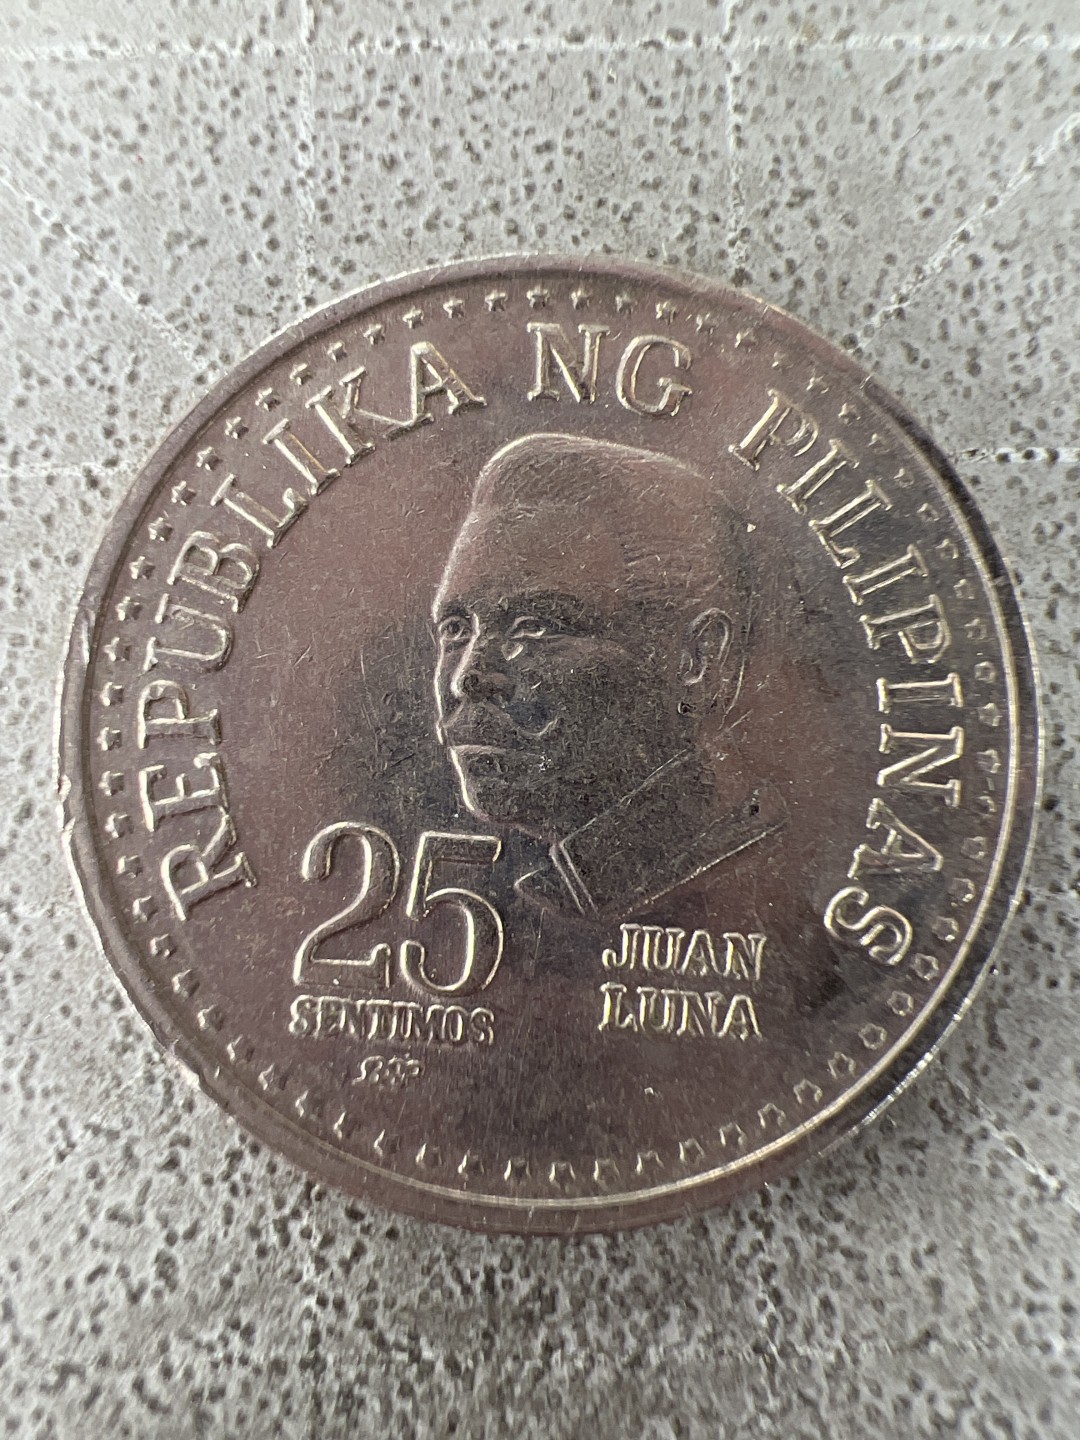 REPUBLIKA NG PILIPINAS
25
SENTIMOS
JUAN
LUNA